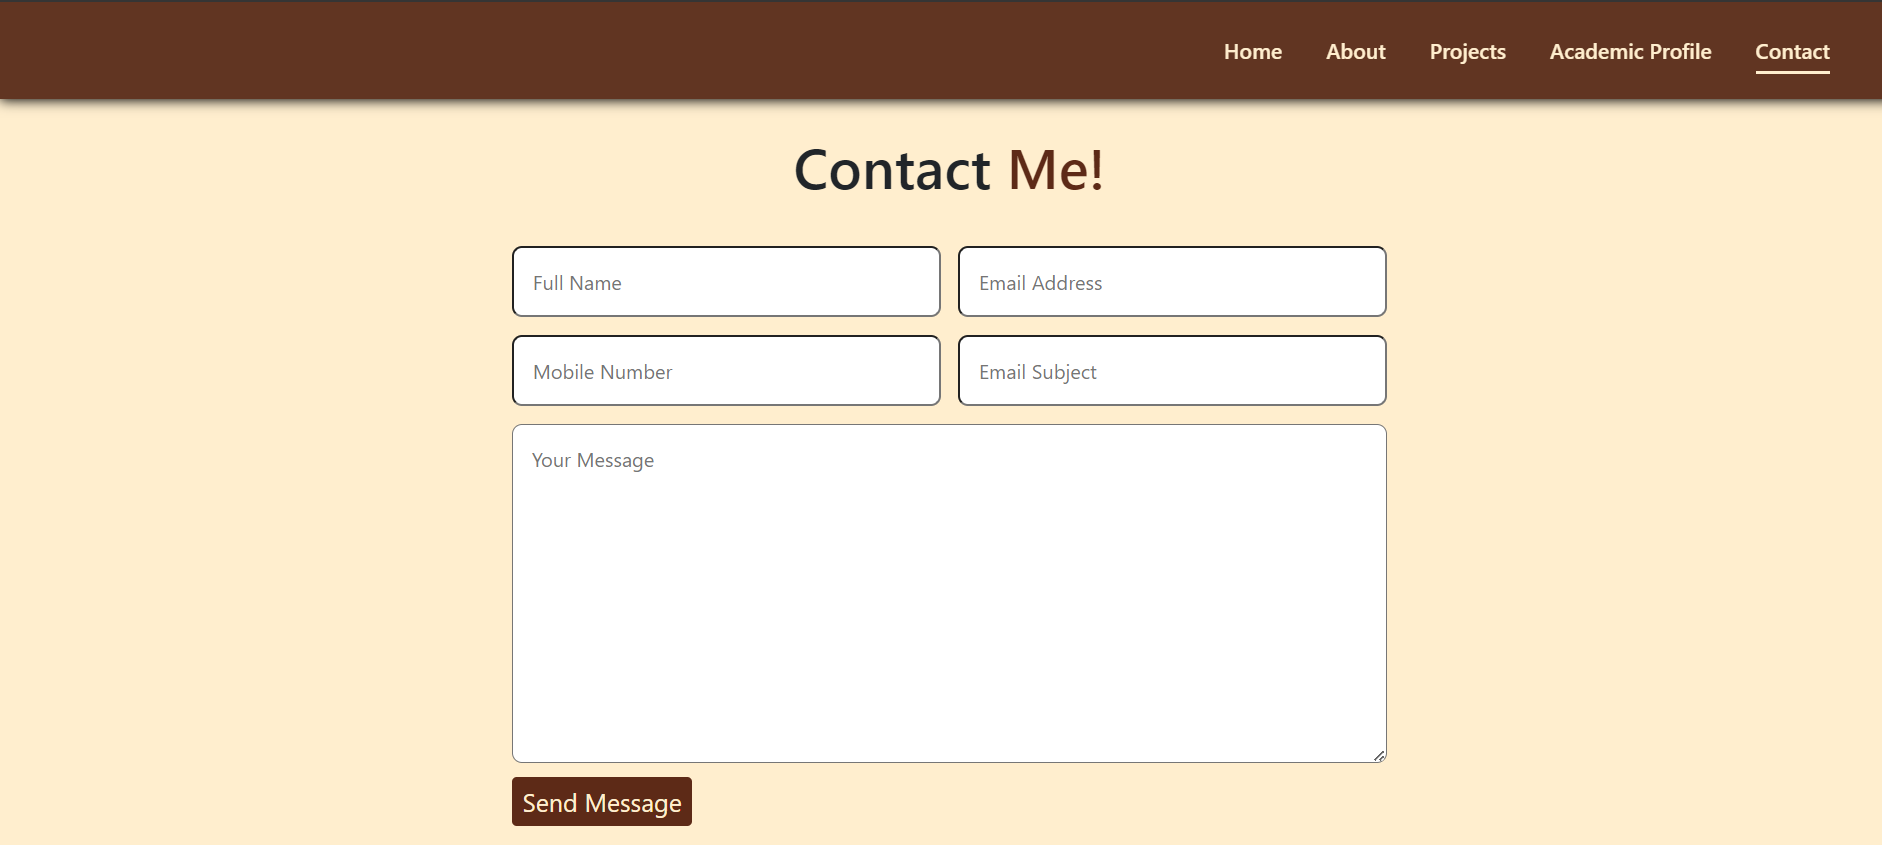 Home About Projects Academic Profile Contact
Contact Me!
Full Name Email Address
Mobile Number Email Subject
Your Message
Send Message